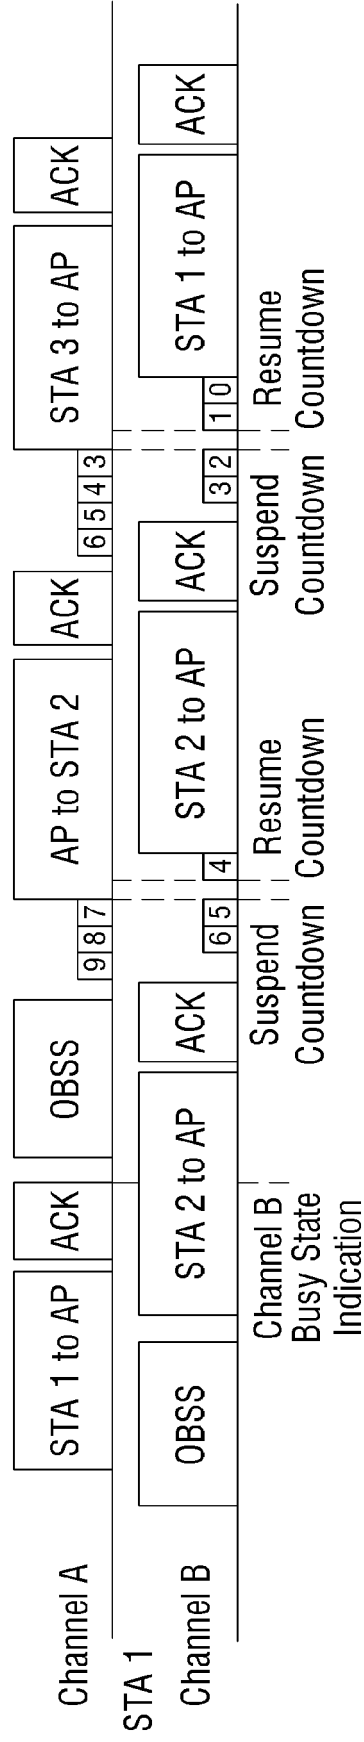 Channel A
STA 1 to AP
ACK
OBSS
9 8 7
AP to STA 2
ACK
6 5 4 3
STA 3 to AP
ACK
STA 1
Channel B
OBSS
STA 2 to AP
ACK
6 5
4
STA 2 to AP
ACK
3 2
1 0
STA 1 to AP
ACK
Channel B
Busy State
Indication
Suspend
Countdown
Resume
Countdown
Suspend
Countdown
Resume
Countdown